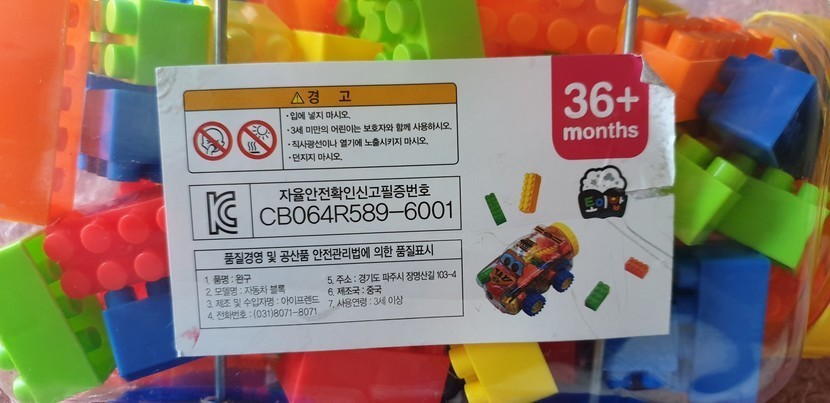 경 고
· 입에 넣지 마시오.
· 3세 미만의 어린이는 보호자와 함께 사용하시오.
· 직사광선이나 열기에 노출시키지 마시오.
· 던지지 마시오.
36+
months
자율안전확인신고필증번호
CB064R589-6001
토이팝
품질경영 및 공산품 안전관리법에 의한 품질표시
1. 품명 : 완구
2. 모델명 : 자동차 블록
3. 제조 및 수입자명 : 아이프렌드
4. 전화번호 : (031)8071-8071
5. 주소 : 경기도 파주시 장명산길 103-4
6. 제조국 : 중국
7. 사용연령 : 3세 이상